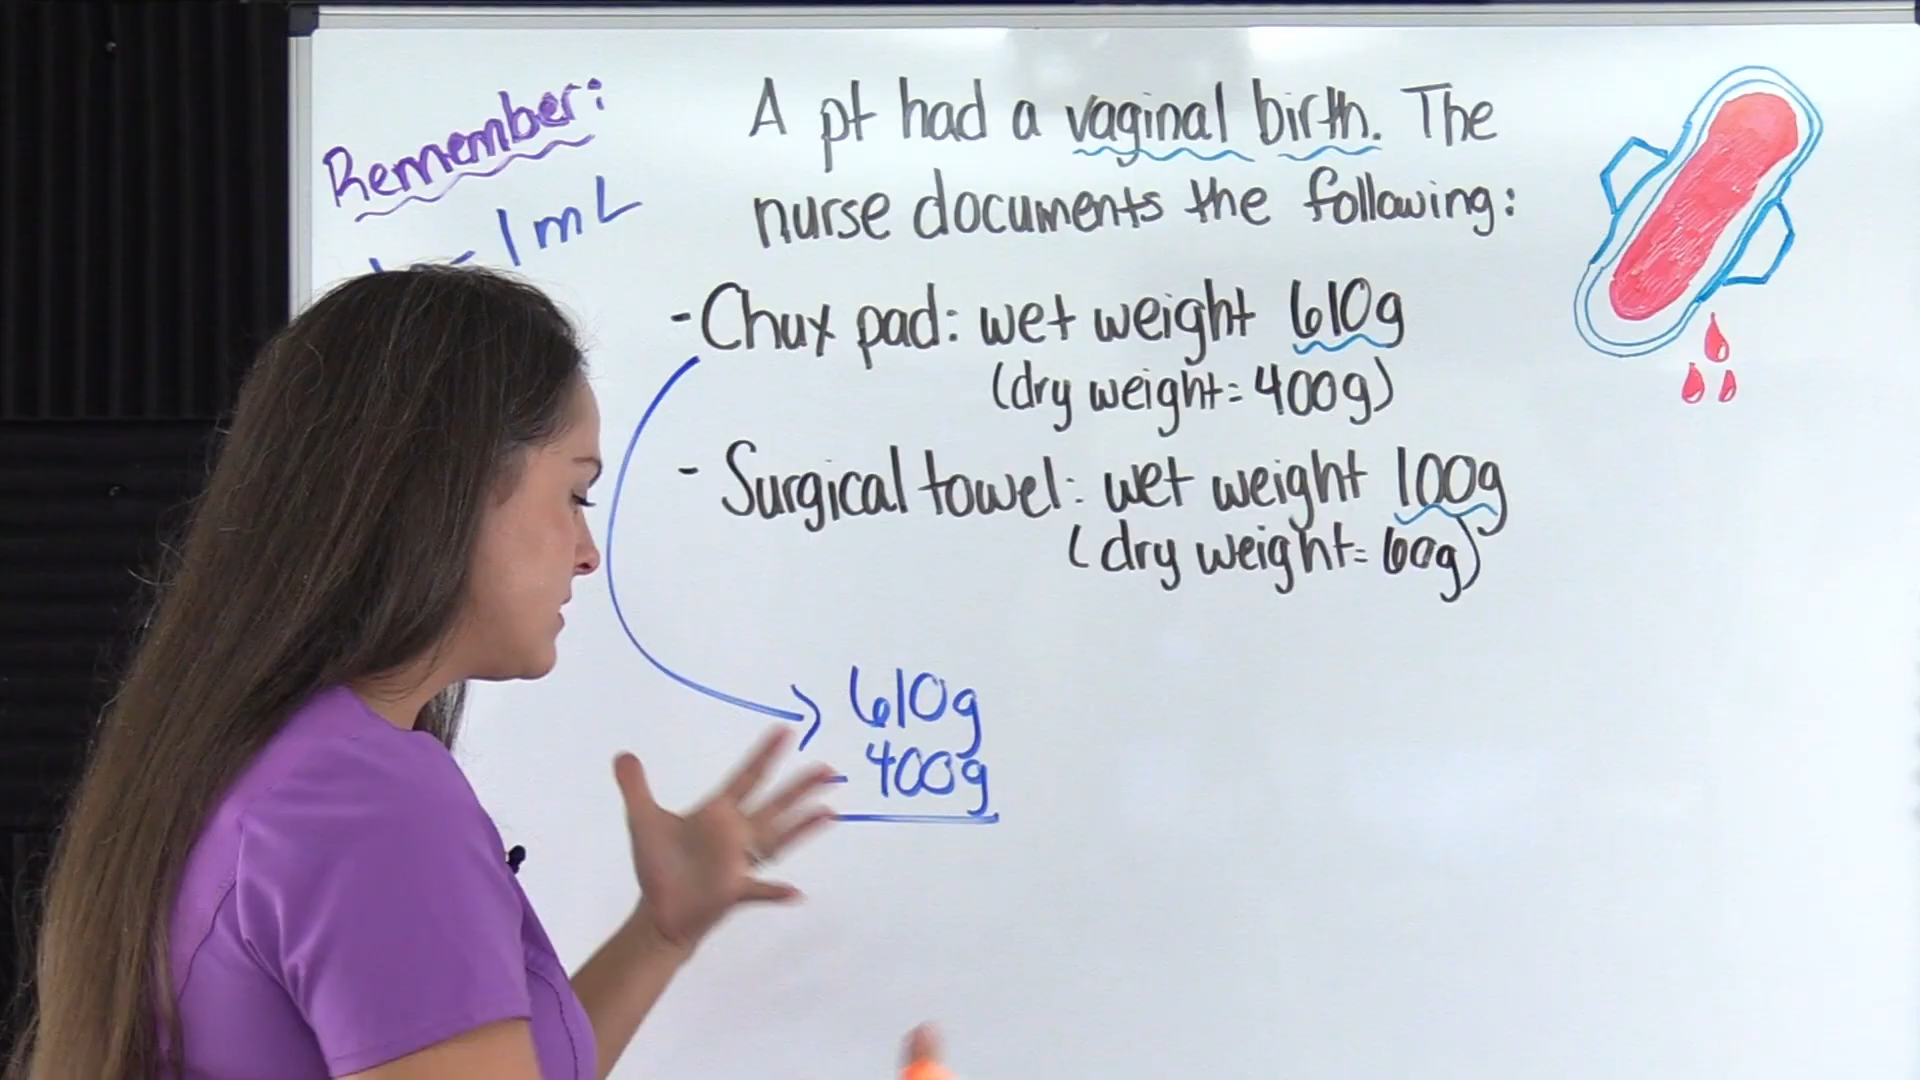 Remember:
1mL
A pt had a vaginal birth. The
nurse documents the following:
- Chux pad: wet weight 610g
(dry weight = 400g)
- Surgical towel: wet weight 100g
(dry weight = 60g)
610g
- 400g